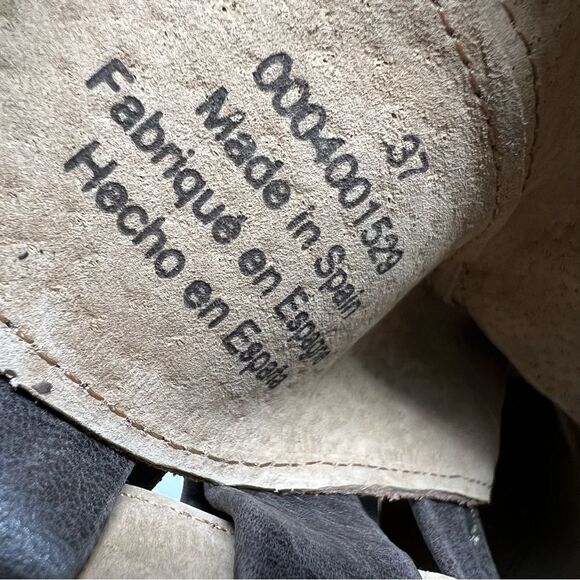 37
0004001529
Made in Spain
Fabriqué en Espagne
Hecho en España